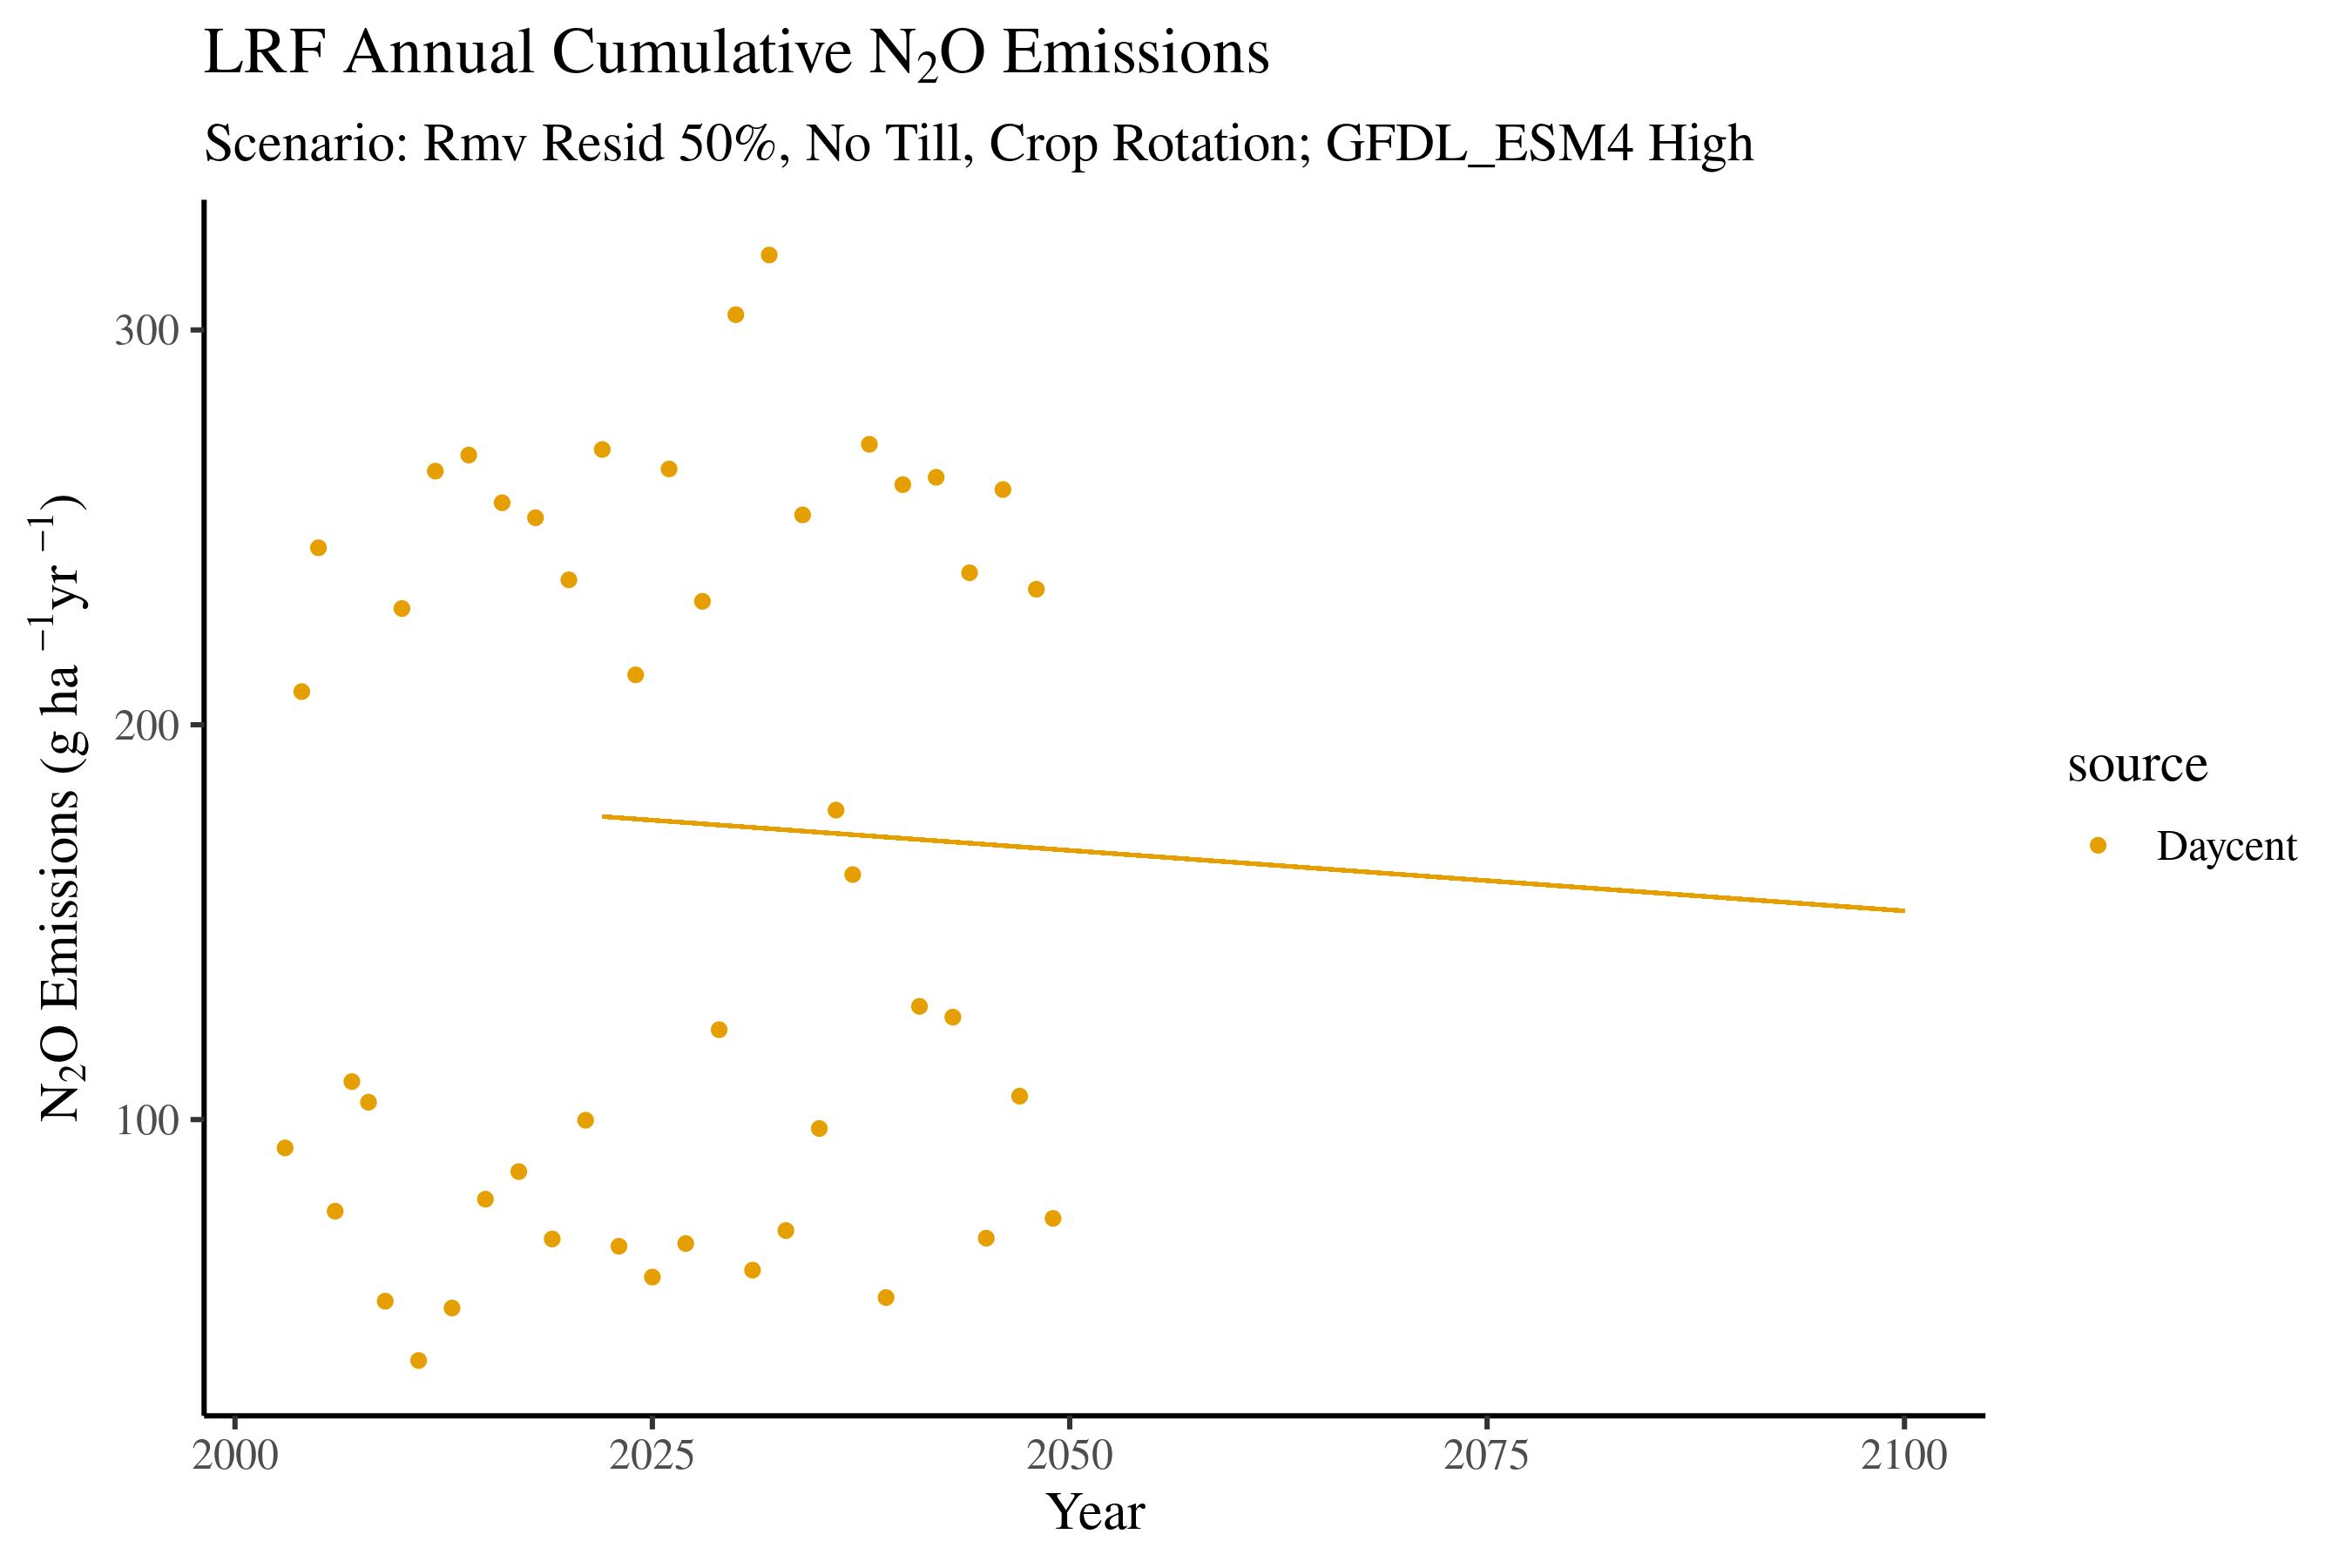 LRF Annual Cumulative N₂O Emissions
Scenario: Rmv Resid 50%, No Till, Crop Rotation; GFDL_ESM4 High
N₂O Emissions (g ha⁻¹yr⁻¹)
300
200
100
2000
2025
2050
2075
2100
Year
source
Daycent